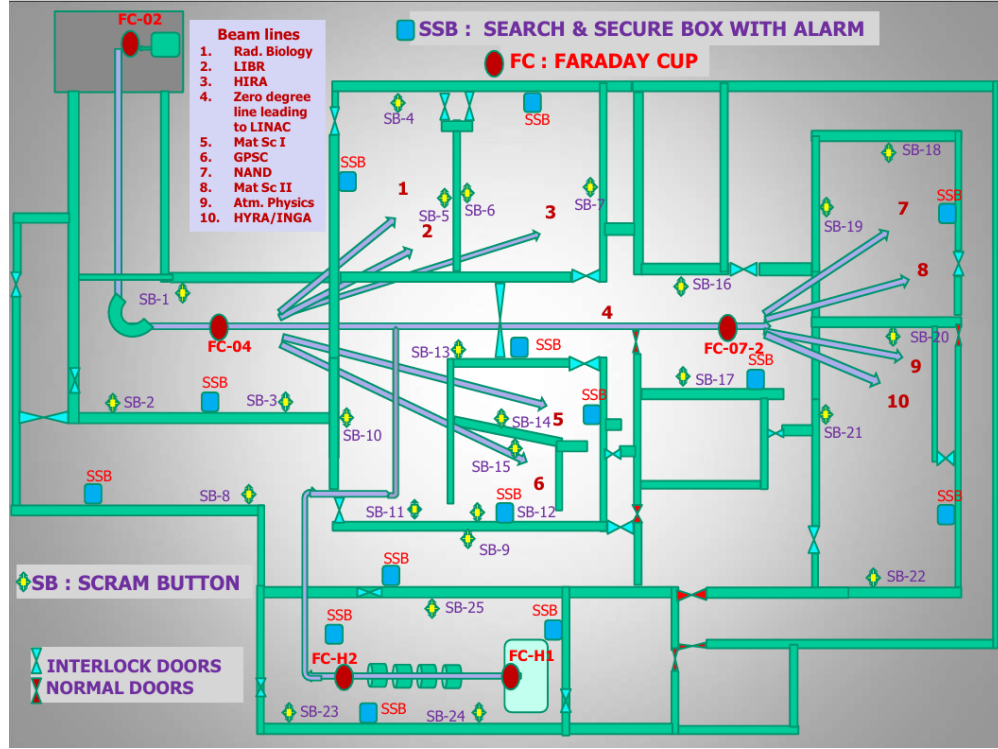 FC-02
SSB : SEARCH & SECURE BOX WITH ALARM
FC : FARADAY CUP
Beam lines
1. Rad. Biology
2. LIBR
3. HIRA
4. Zero degree
line leading
to LINAC
5. Mat Sc I
6. GPSC
7. NAND
8. Mat Sc II
9. Atm. Physics
10. HYRA/INGA
SB-4
SSB
SSB
SB-18
1
SB-5
SB-6
SB-7
2
3
SSB
7
SB-19
8
SB-1
SB-16
4
FC-04
FC-07-2
SB-13
SSB
SB-20
9
SSB
SB-2
SB-3
SB-17
SSB
SSB
10
SB-10
5
SB-14
SB-21
SB-15
6
SSB
SB-8
SSB
SB-11
SB-12
SSB
SB-9
SSB
SB : SCRAM BUTTON
SB-22
SB-25
SSB
SSB
FC-H2
FC-H1
INTERLOCK DOORS
NORMAL DOORS
SB-23
SSB
SB-24